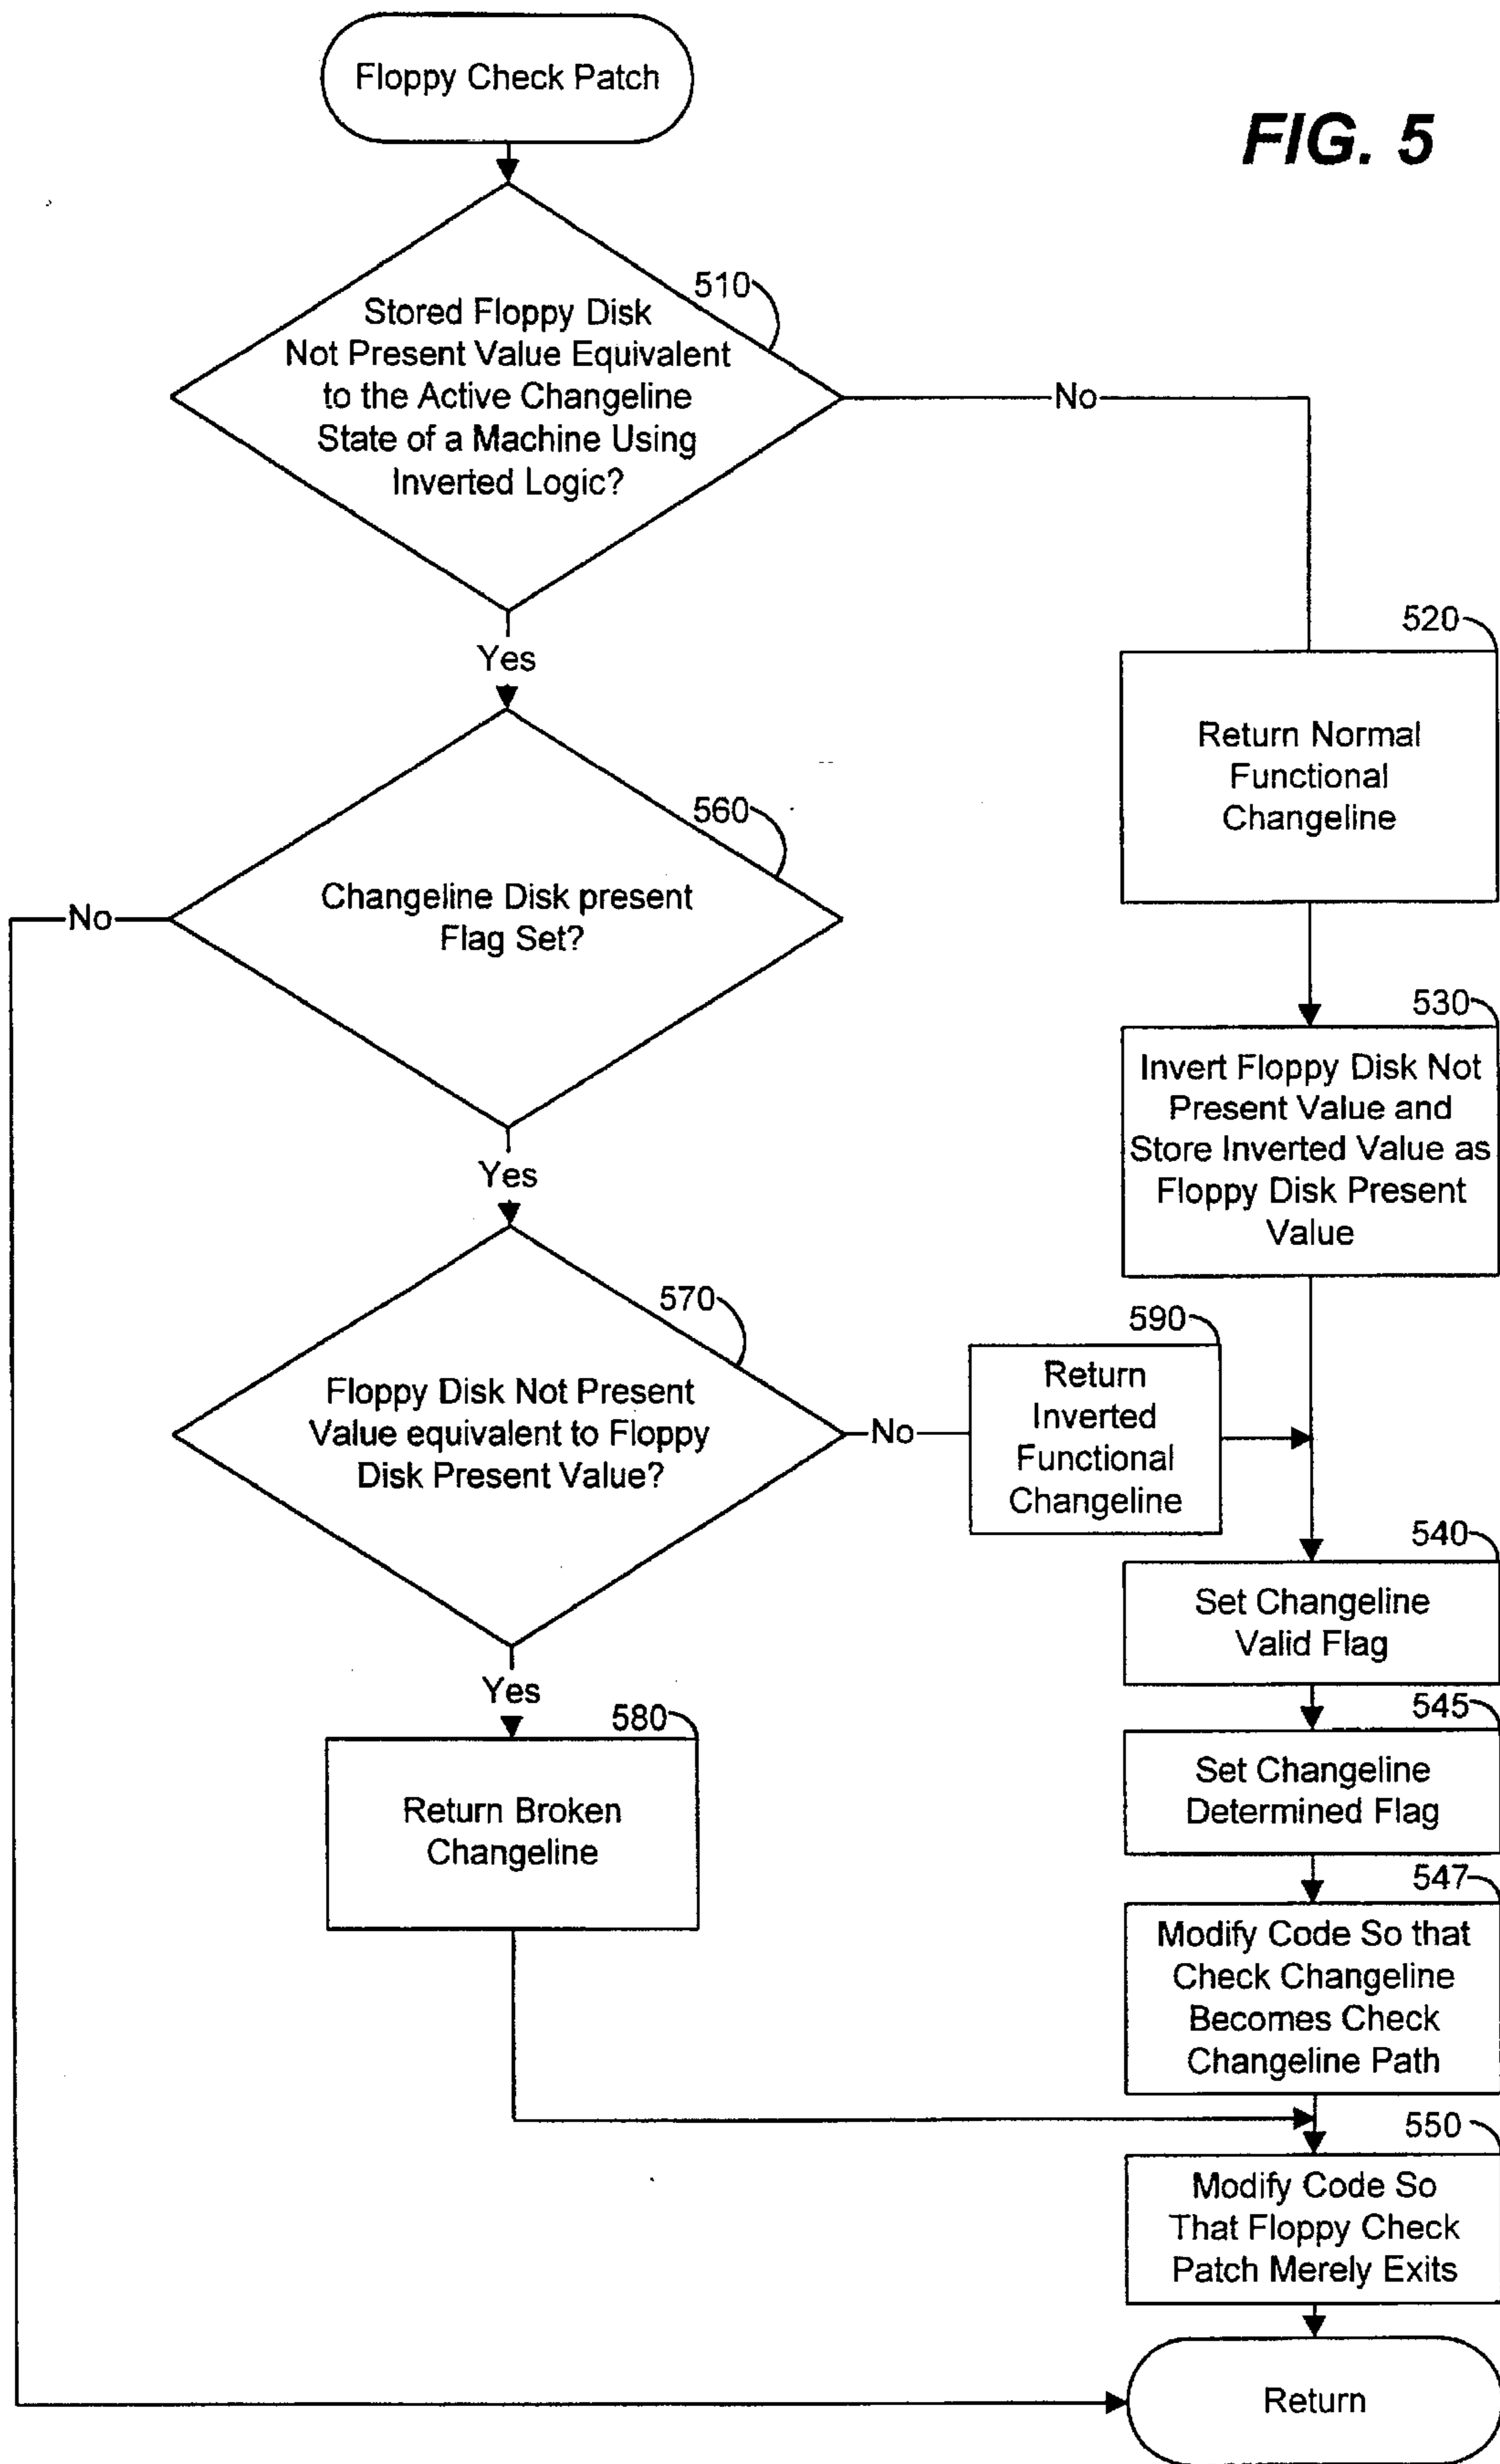 Floppy Check Patch
FIG. 5
510
Stored Floppy Disk
Not Present Value Equivalent
to the Active Changeline
State of a Machine Using
Inverted Logic?
No
Yes
520
Return Normal
Functional
Changeline
560
Changeline Disk present
Flag Set?
No
Yes
530
Invert Floppy Disk Not
Present Value and
Store Inverted Value as
Floppy Disk Present
Value
570
Floppy Disk Not Present
Value equivalent to Floppy
Disk Present Value?
No
590
Return
Inverted
Functional
Changeline
Yes
540
Set Changeline
Valid Flag
580
Return Broken
Changeline
545
Set Changeline
Determined Flag
547
Modify Code So that
Check Changeline
Becomes Check
Changeline Path
550
Modify Code So
That Floppy Check
Patch Merely Exits
Return